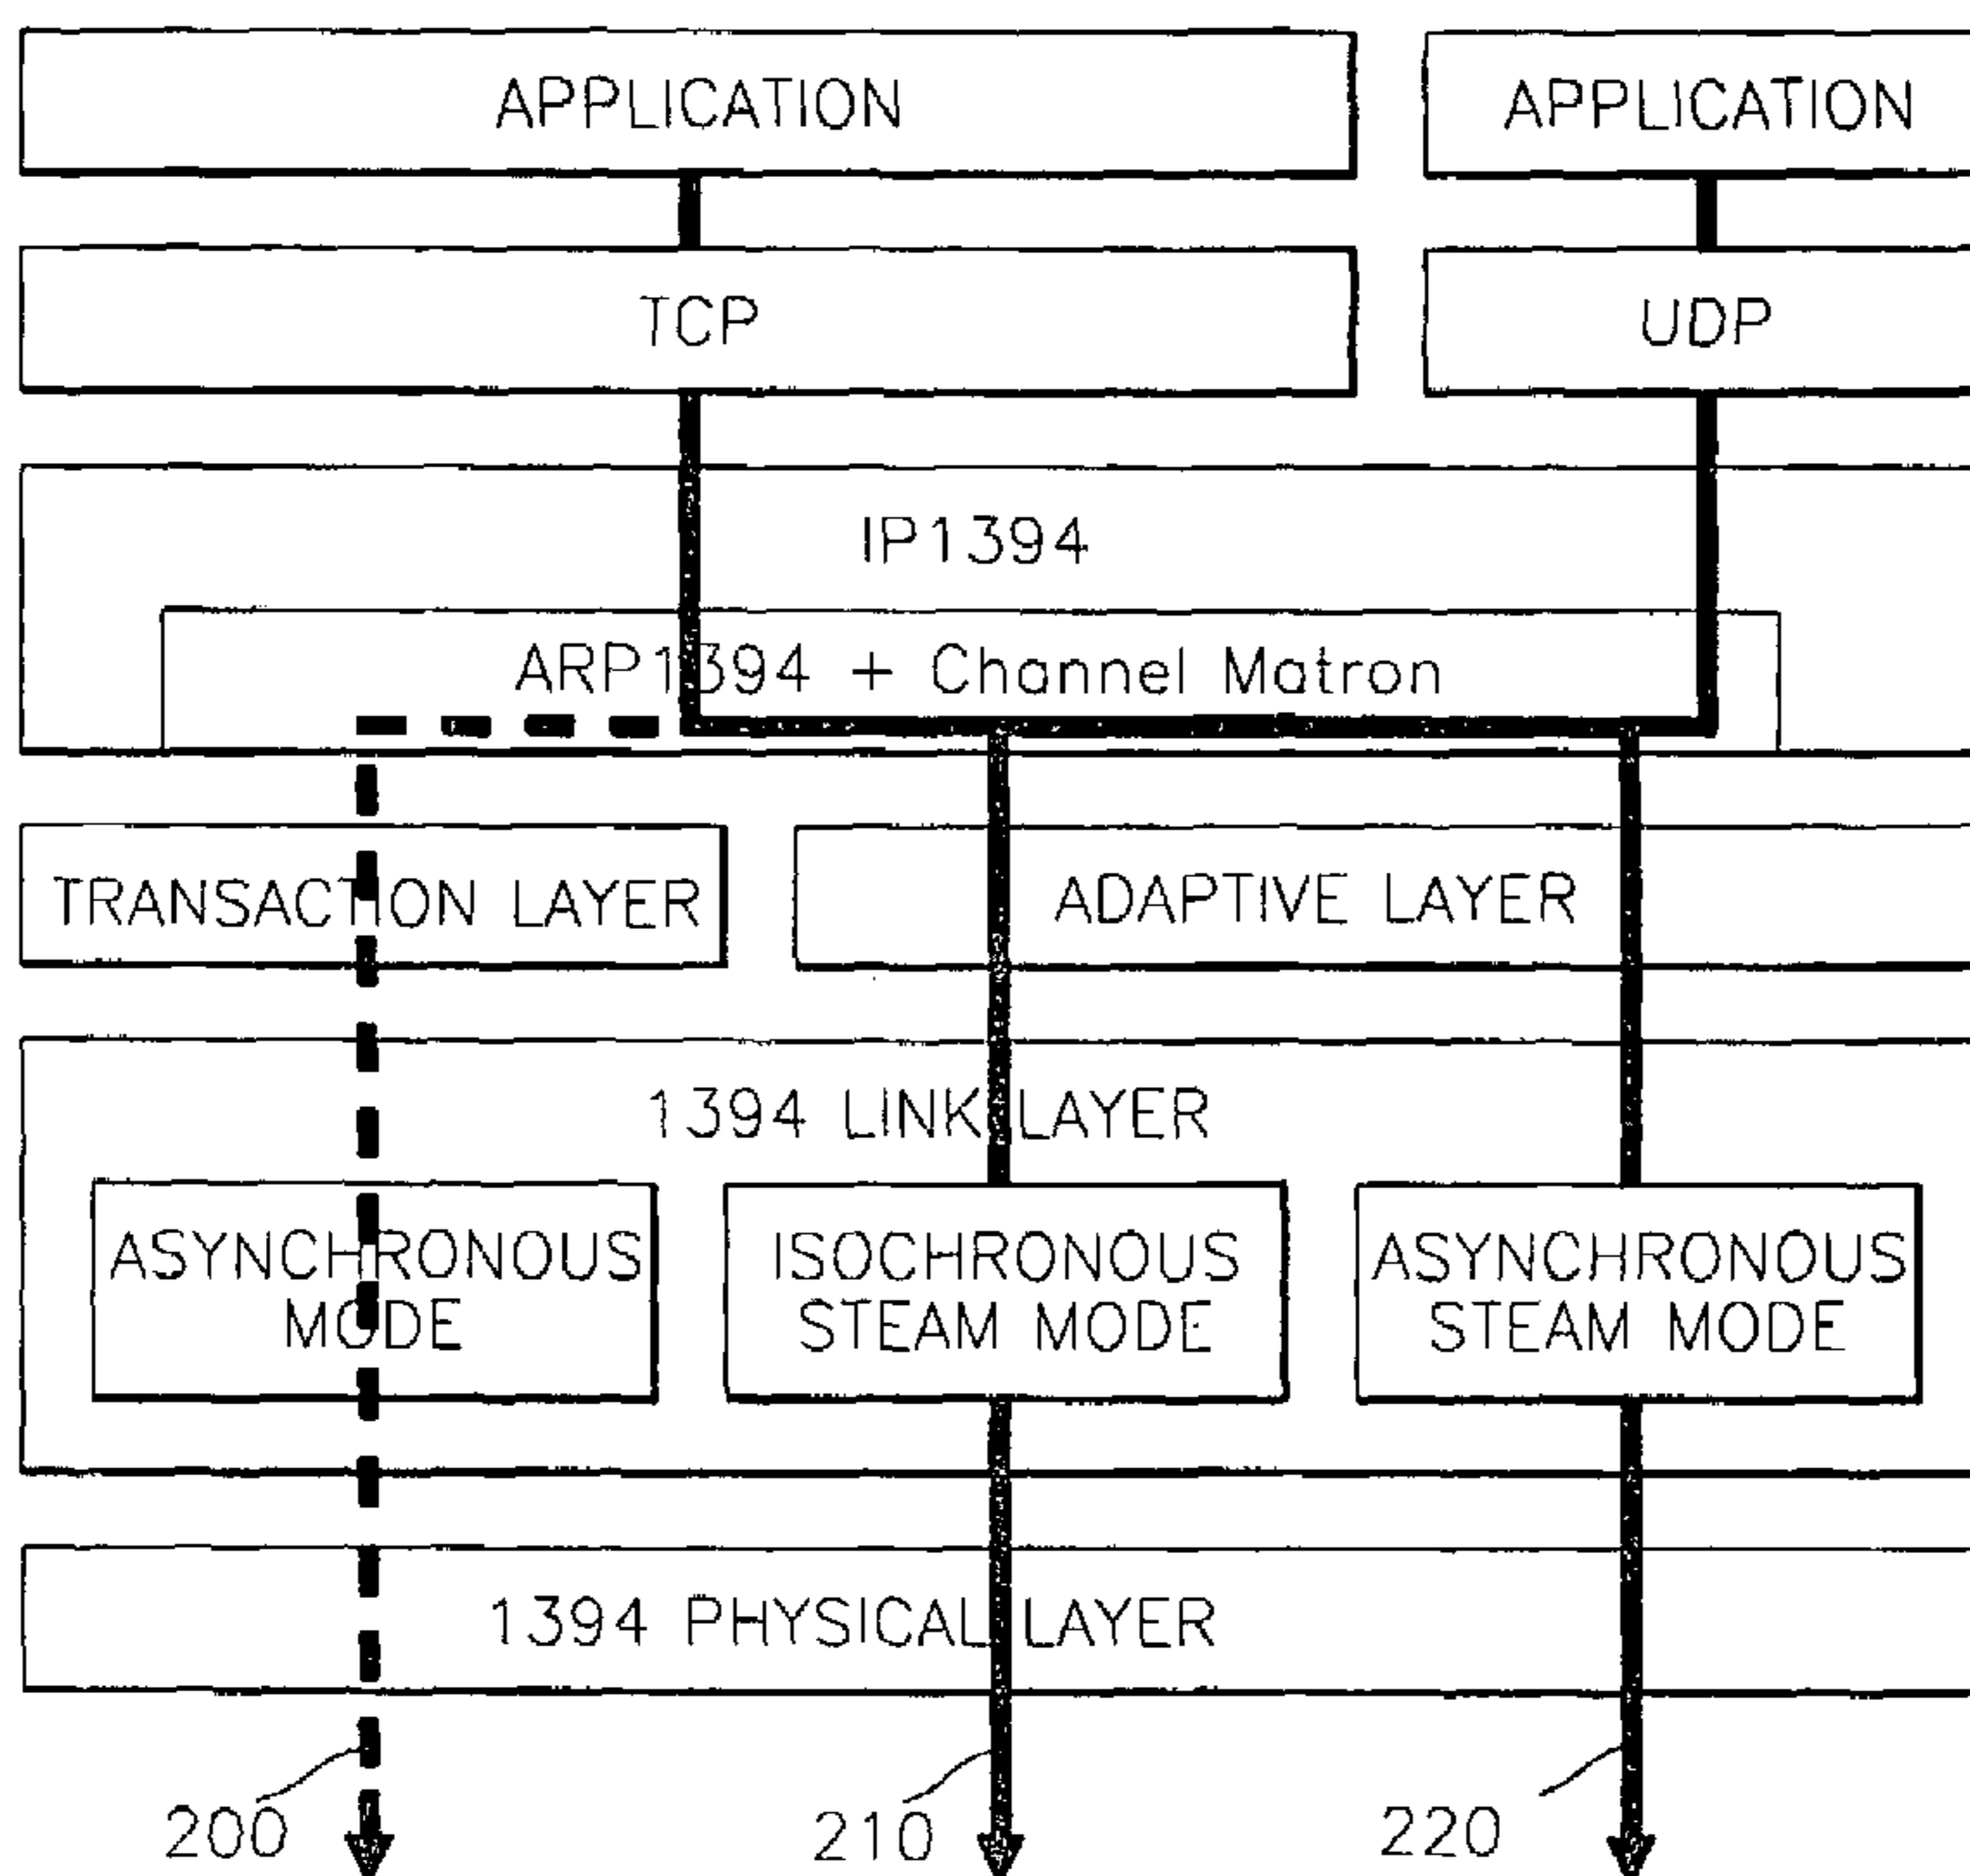 APPLICATION
APPLICATION
TCP
UDP
IP1394
ARP1394 + Channel Matron
TRANSACTION LAYER
ADAPTIVE LAYER
1394 LINK LAYER
ASYNCHRONOUS
MODE
ISOCHRONOUS
STEAM MODE
ASYNCHRONOUS
STEAM MODE
1394 PHYSICAL LAYER
200
210
220